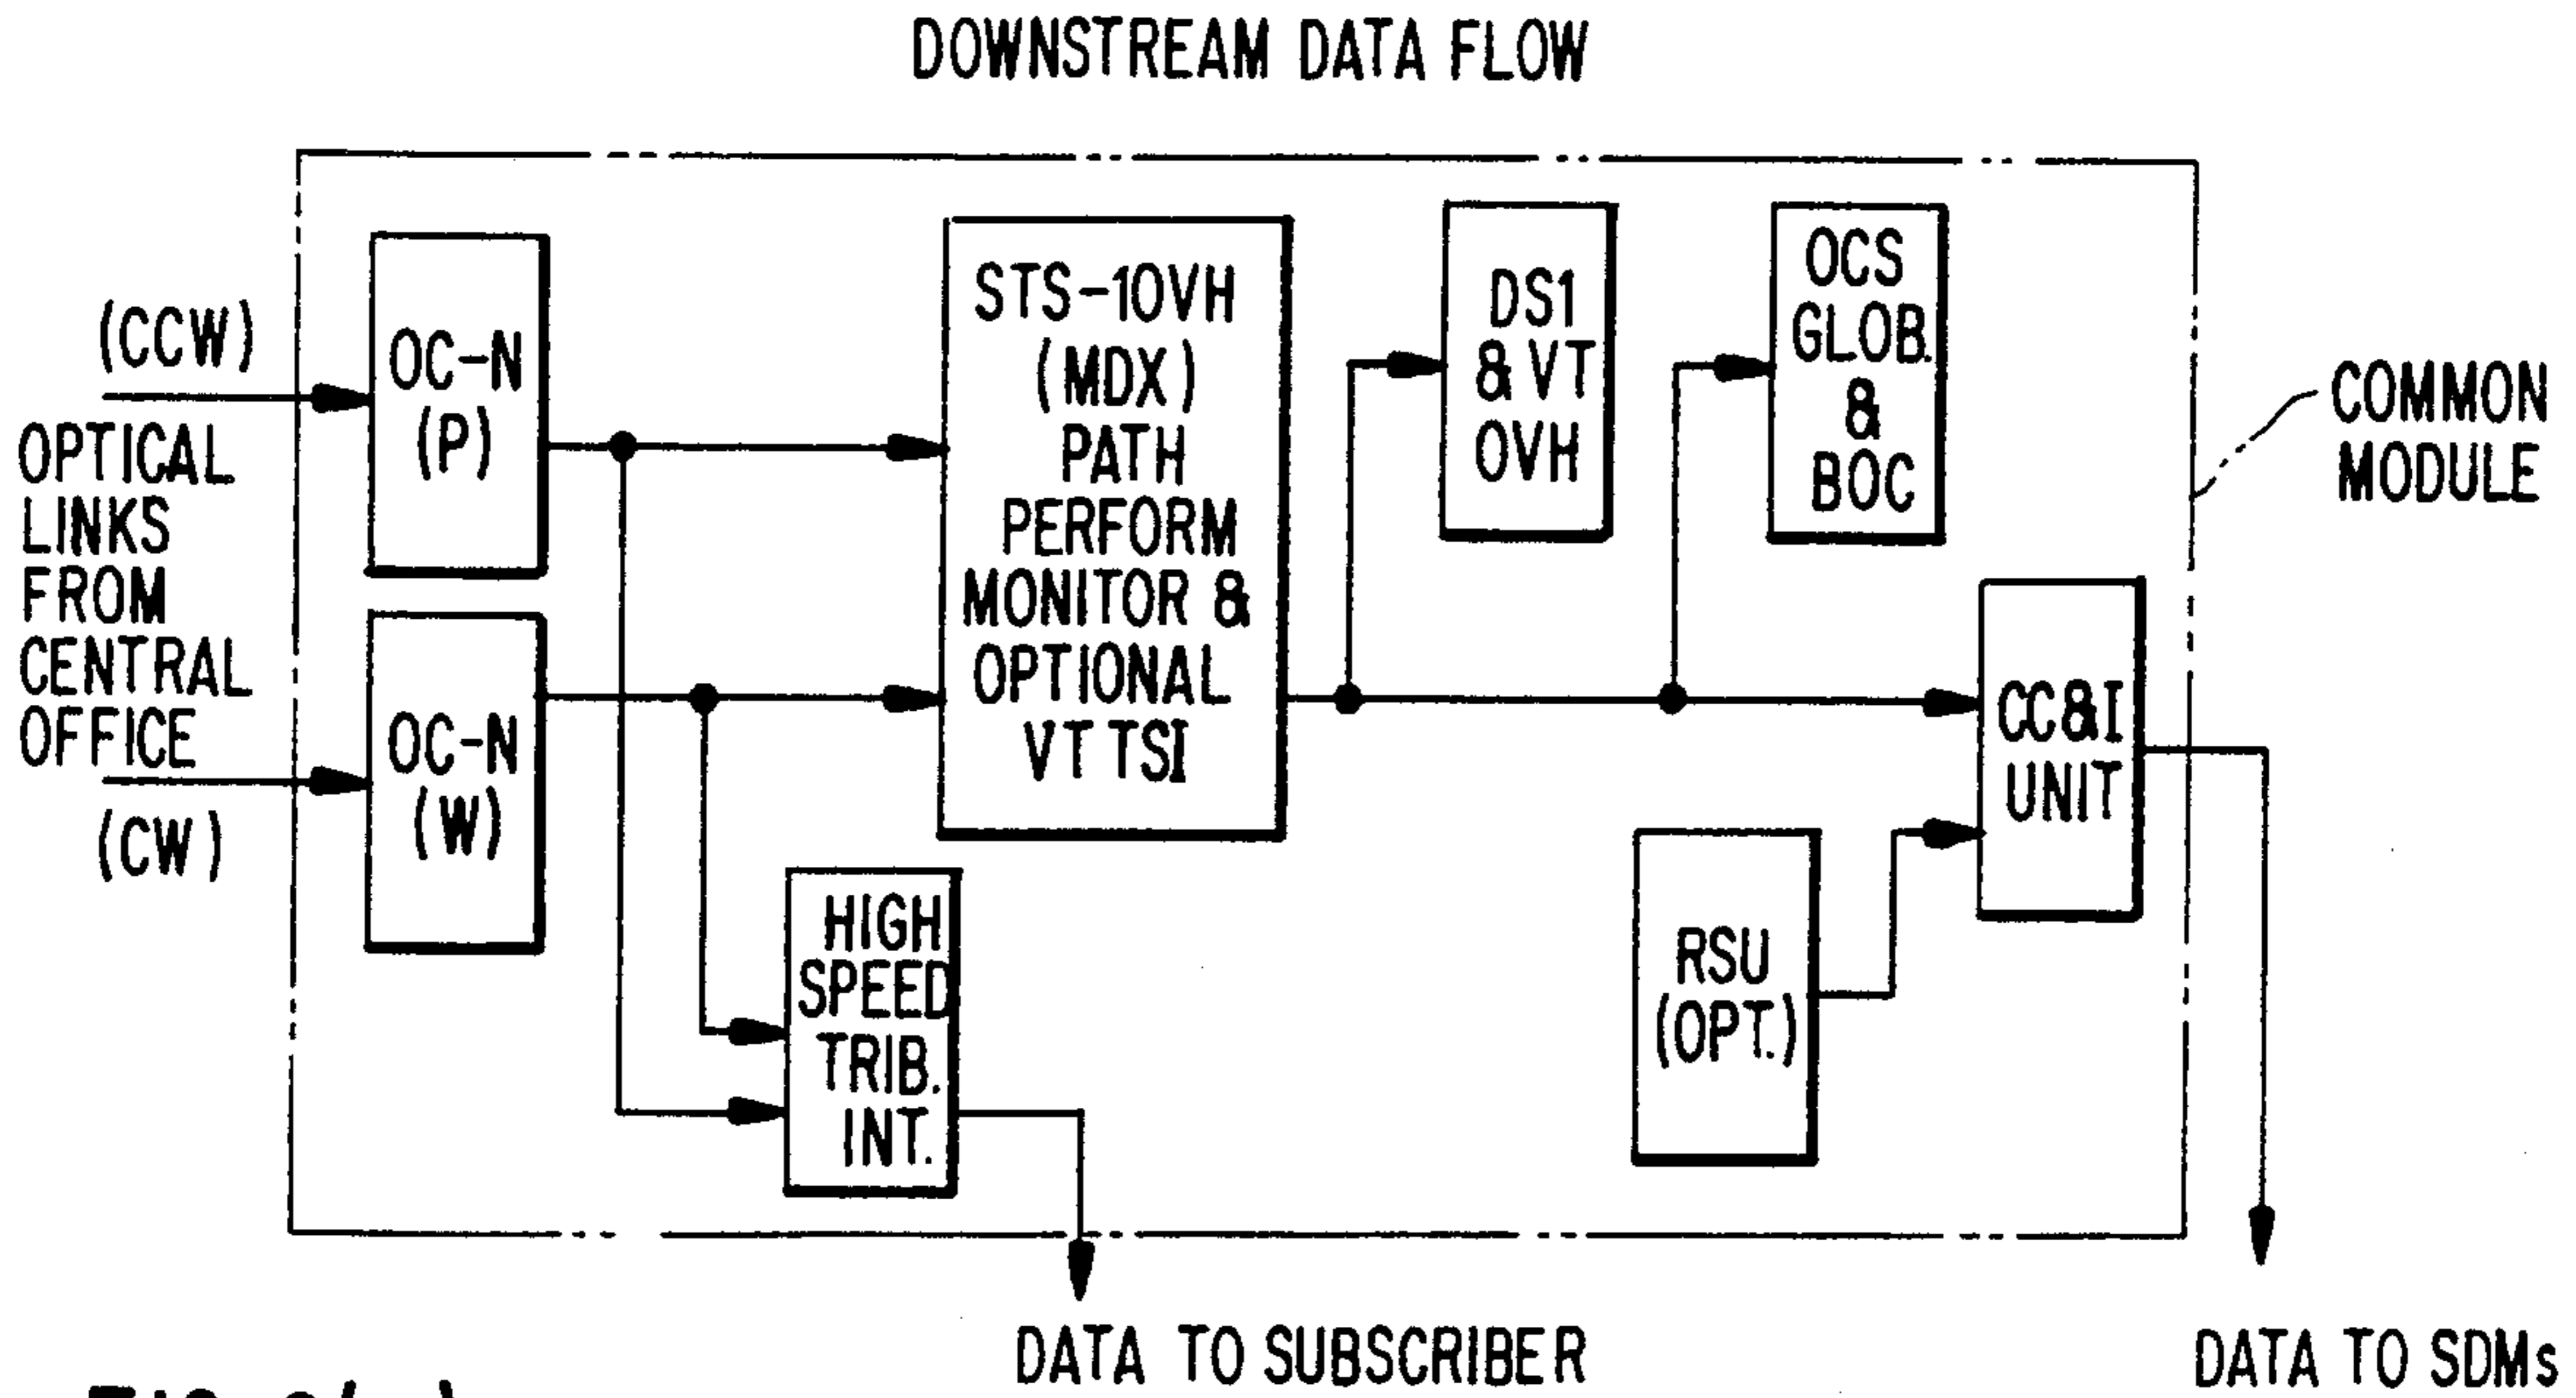 DOWNSTREAM DATA FLOW
(CCW)
OPTICAL
LINKS
FROM
CENTRAL
OFFICE
(CW)
OC-N
(P)
OC-N
(W)
STS-10VH
(MDX)
PATH
PERFORM
MONITOR &
OPTIONAL
VT TSI
HIGH
SPEED
TRIB.
INT.
DS1
& VT
OVH
OCS
GLOB.
&
BOC
RSU
(OPT.)
CC&I
UNIT
COMMON
MODULE
DATA TO SUBSCRIBER
DATA TO SDMs